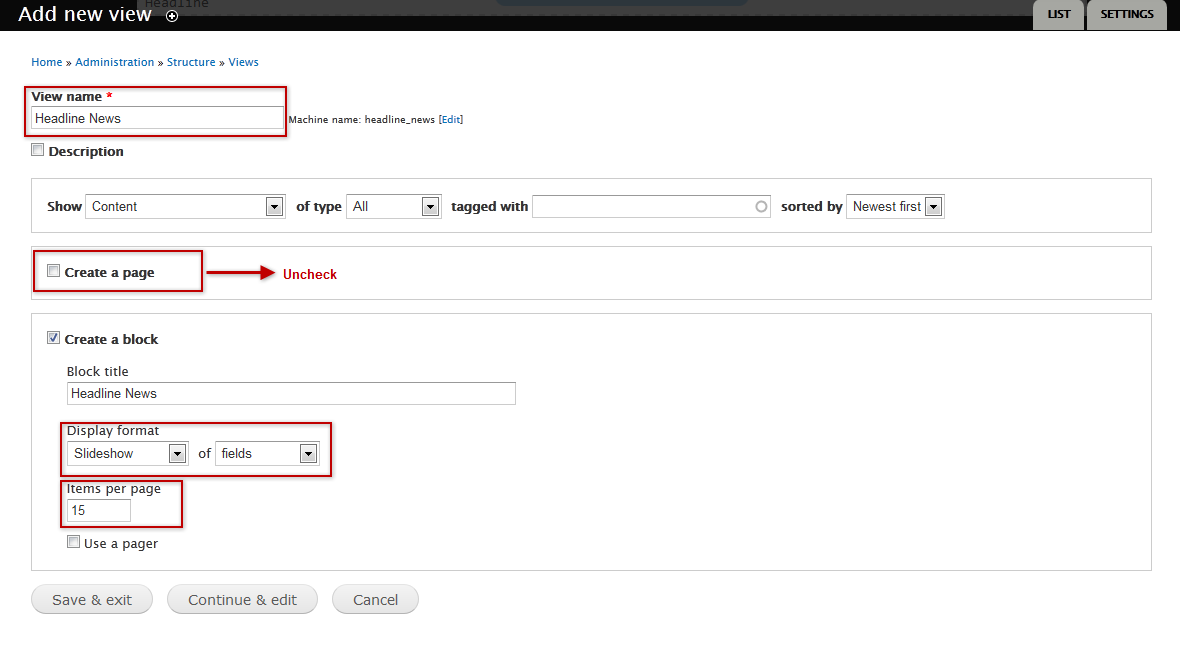 Headline
Add new view
LIST SETTINGS
Home » Administration » Structure » Views
View name *
Headline News
Machine name: headline_news [Edit]
Description
Show Content of type All tagged with sorted by Newest first
Create a page Uncheck
Create a block
Block title
Headline News
Display format
Slideshow of fields
Items per page
15
Use a pager
Save & exit Continue & edit Cancel